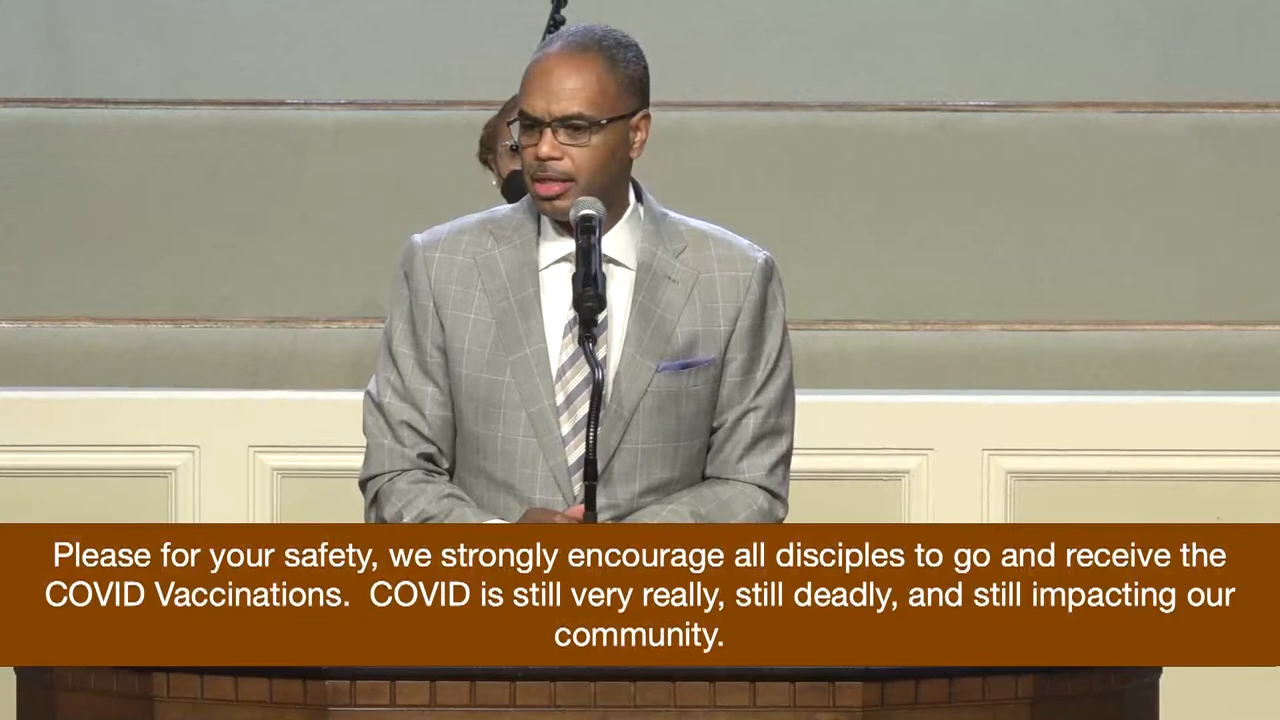 Please for your safety, we strongly encourage all disciples to go and receive the
COVID Vaccinations.  COVID is still very really, still deadly, and still impacting our
community.